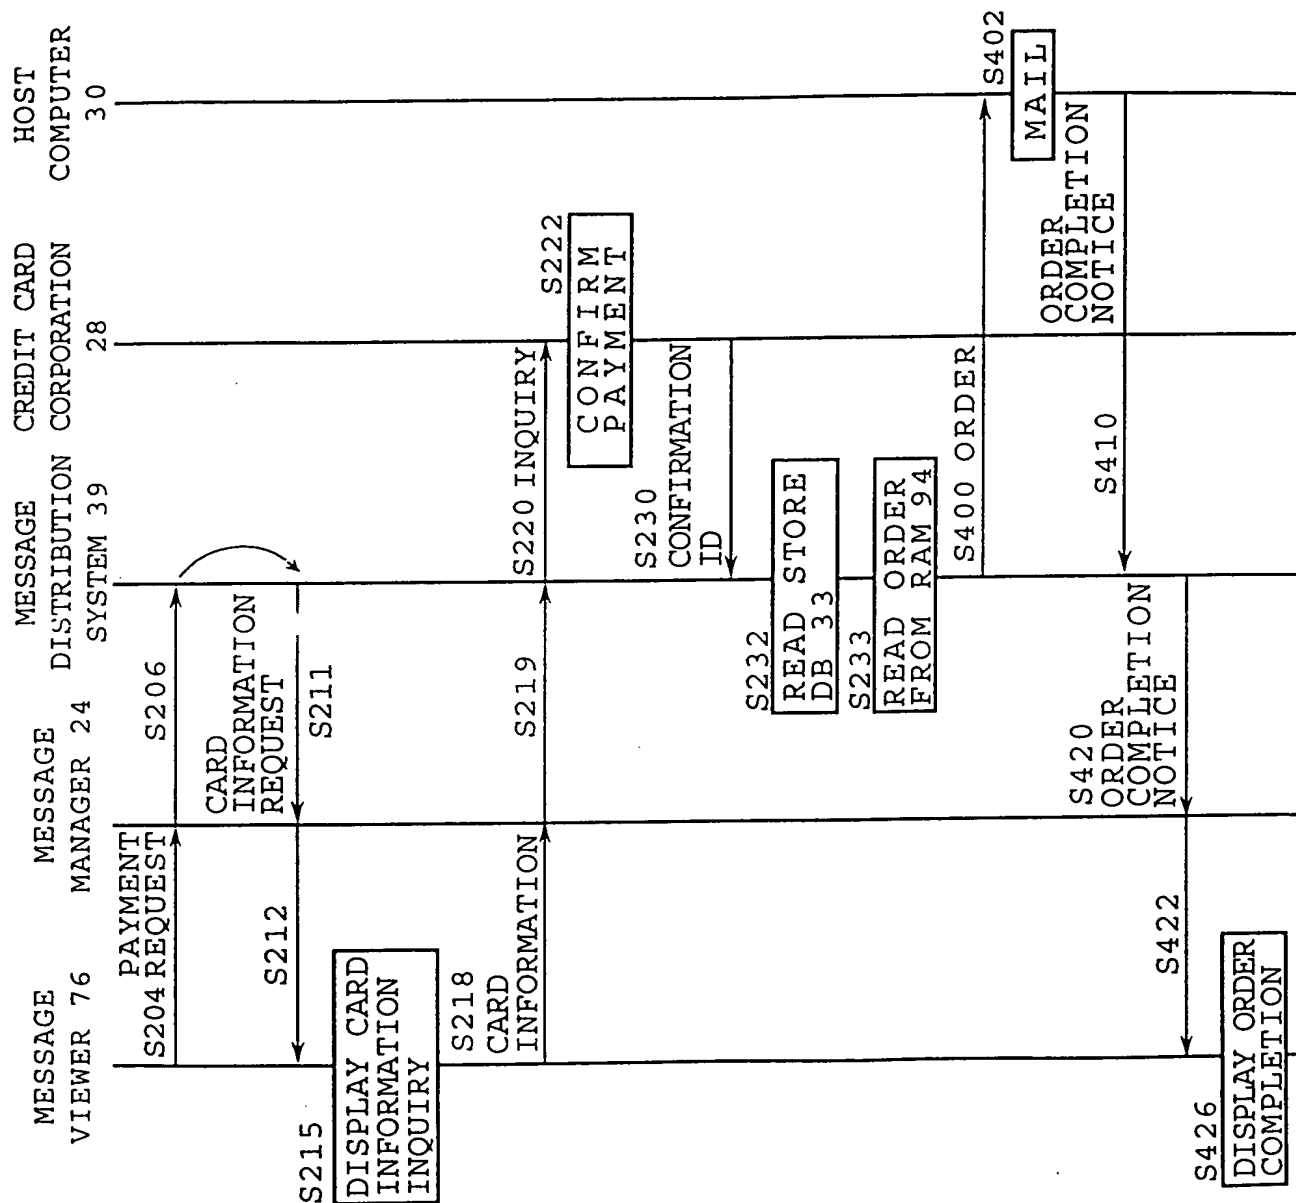 MESSAGE
VIEWER 76
MESSAGE
MANAGER 24
MESSAGE
DISTRIBUTION
SYSTEM 39
CREDIT CARD
CORPORATION
28
HOST
COMPUTER
30
PAYMENT
S204 REQUEST
S206
CARD
INFORMATION
REQUEST
S211
S212
S215
DISPLAY CARD
INFORMATION
INQUIRY
S218
CARD
INFORMATION
S219
S220 INQUIRY
S222
CONFIRM
PAYMENT
S230
CONFIRMATION
ID
S232
READ STORE
DB 33
S233
READ ORDER
FROM RAM 94
S400 ORDER
S402
MAIL
ORDER
COMPLETION
NOTICE
S410
S420
ORDER
COMPLETION
NOTICE
S422
S426
DISPLAY ORDER
COMPLETION